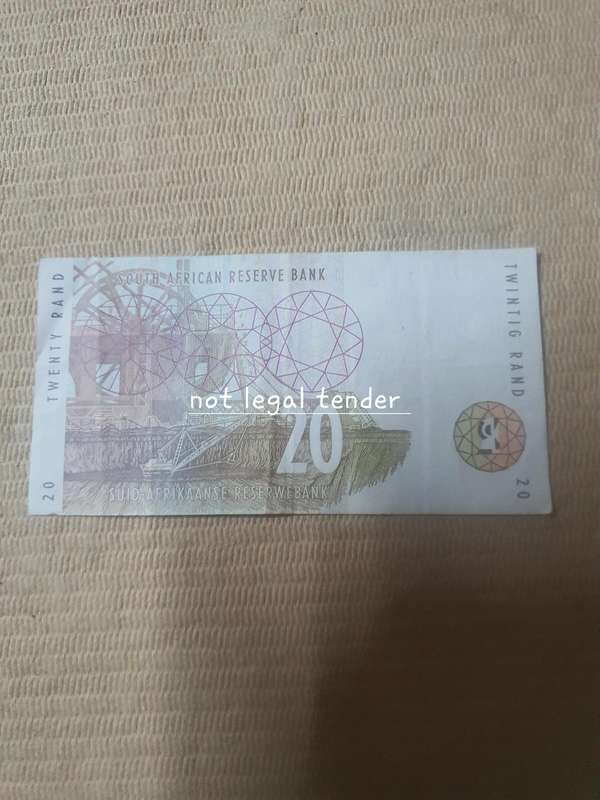 SOUTH AFRICAN RESERVE BANK
TWENTY RAND
20
not legal tender
20
SUID-AFRIKAANSE RESERWEBANK
TWINTIG RAND
20